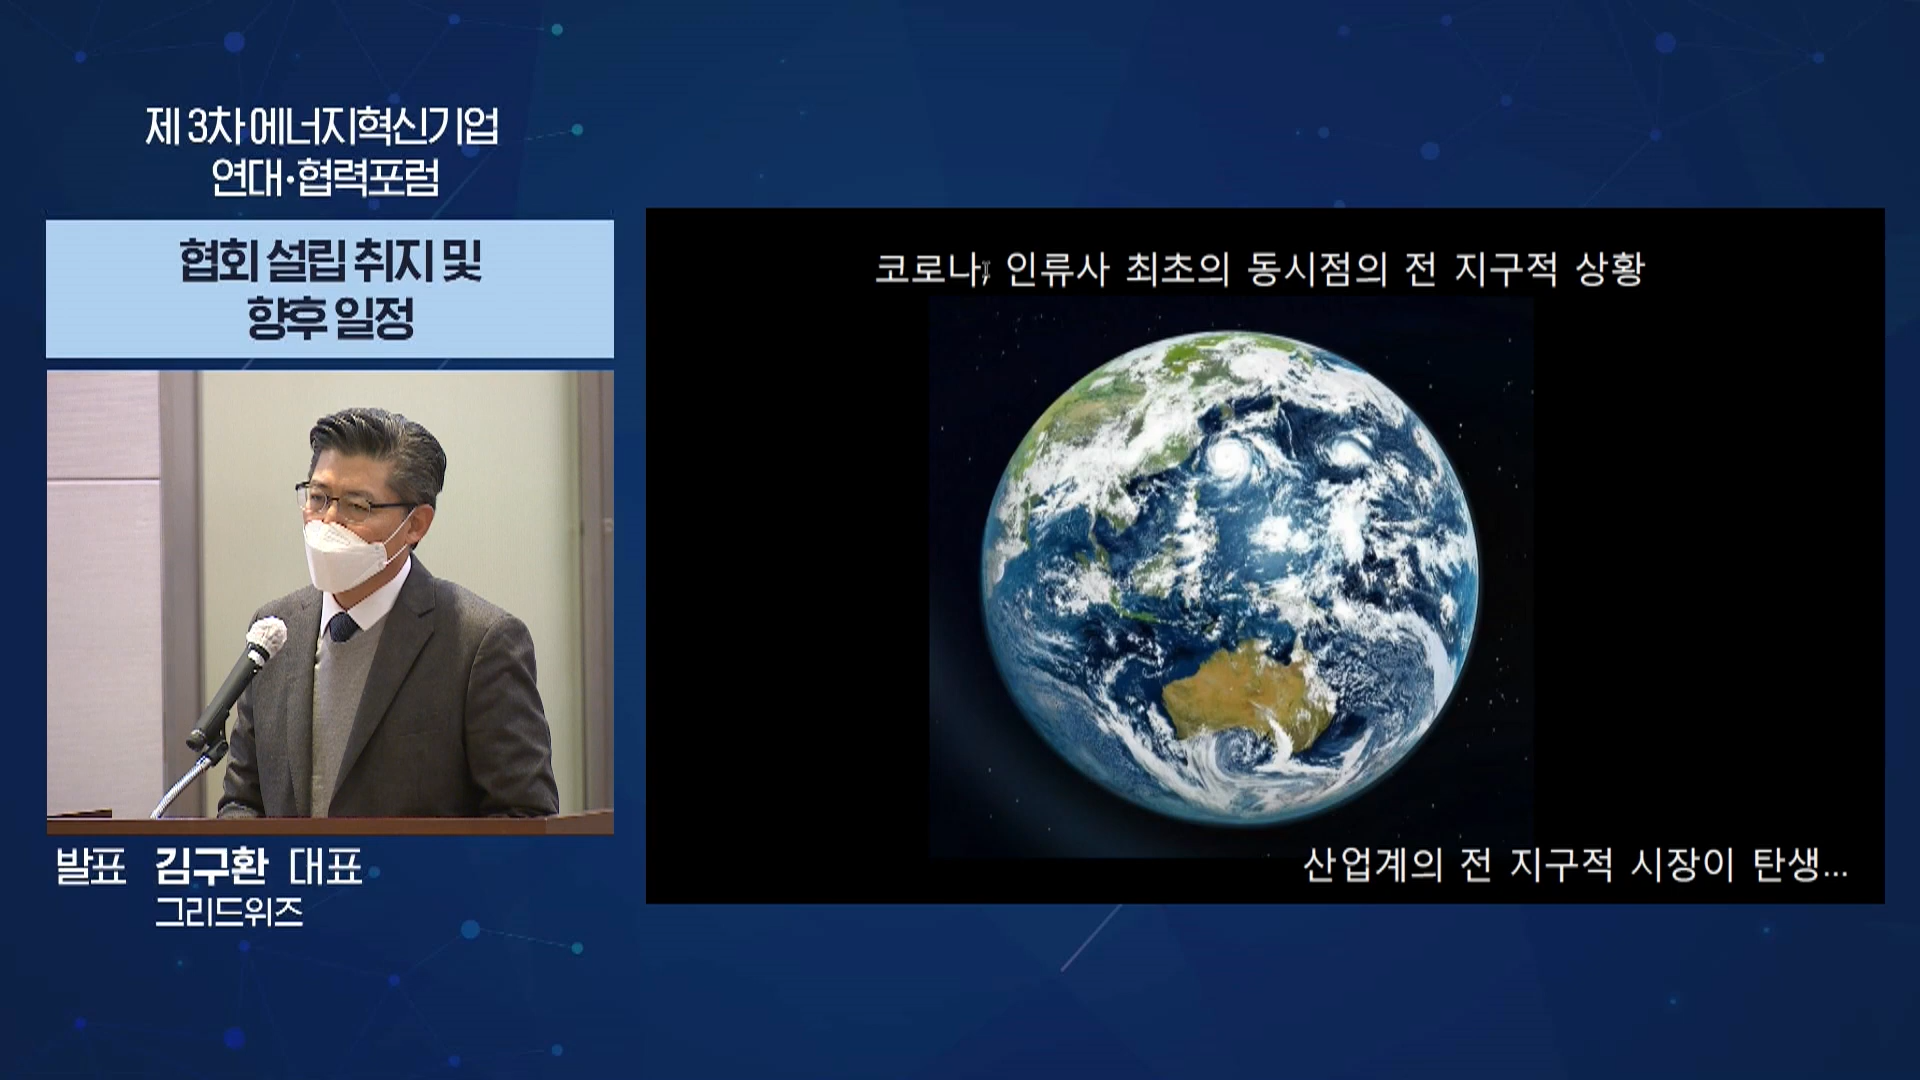 제 3차 에너지혁신기업
연대·협력포럼
협회 설립 취지 및
향후 일정
발표 김구환 대표
그리드위즈
코로나, 인류사 최초의 동시점의 전 지구적 상황
산업계의 전 지구적 시장이 탄생...